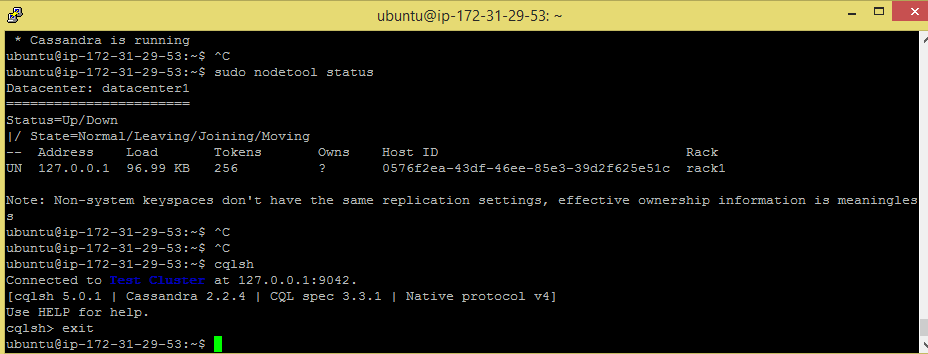 ubuntu@ip-172-31-29-53: ~
* Cassandra is running
ubuntu@ip-172-31-29-53:~$ ^C
ubuntu@ip-172-31-29-53:~$ sudo nodetool status
Datacenter: datacenter1
=======================
Status=Up/Down
|/ State=Normal/Leaving/Joining/Moving
--  Address    Load       Tokens       Owns    Host ID                               Rack
UN  127.0.0.1  96.99 KB   256          ?       0576f2ea-43df-46ee-85e3-39d2f625e51c  rack1
Note: Non-system keyspaces don't have the same replication settings, effective ownership information is meaningles
s
ubuntu@ip-172-31-29-53:~$ ^C
ubuntu@ip-172-31-29-53:~$ ^C
ubuntu@ip-172-31-29-53:~$ cqlsh
Connected to Test Cluster at 127.0.0.1:9042.
[cqlsh 5.0.1 | Cassandra 2.2.4 | CQL spec 3.3.1 | Native protocol v4]
Use HELP for help.
cqlsh> exit
ubuntu@ip-172-31-29-53:~$